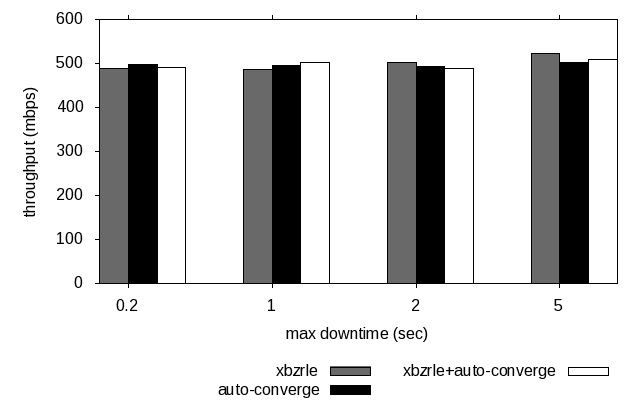 600
500
400
300
200
100
0
throughput (mbps)
0.2 1 2 5
max downtime (sec)
xbzrle xbzrle+auto-converge
auto-converge